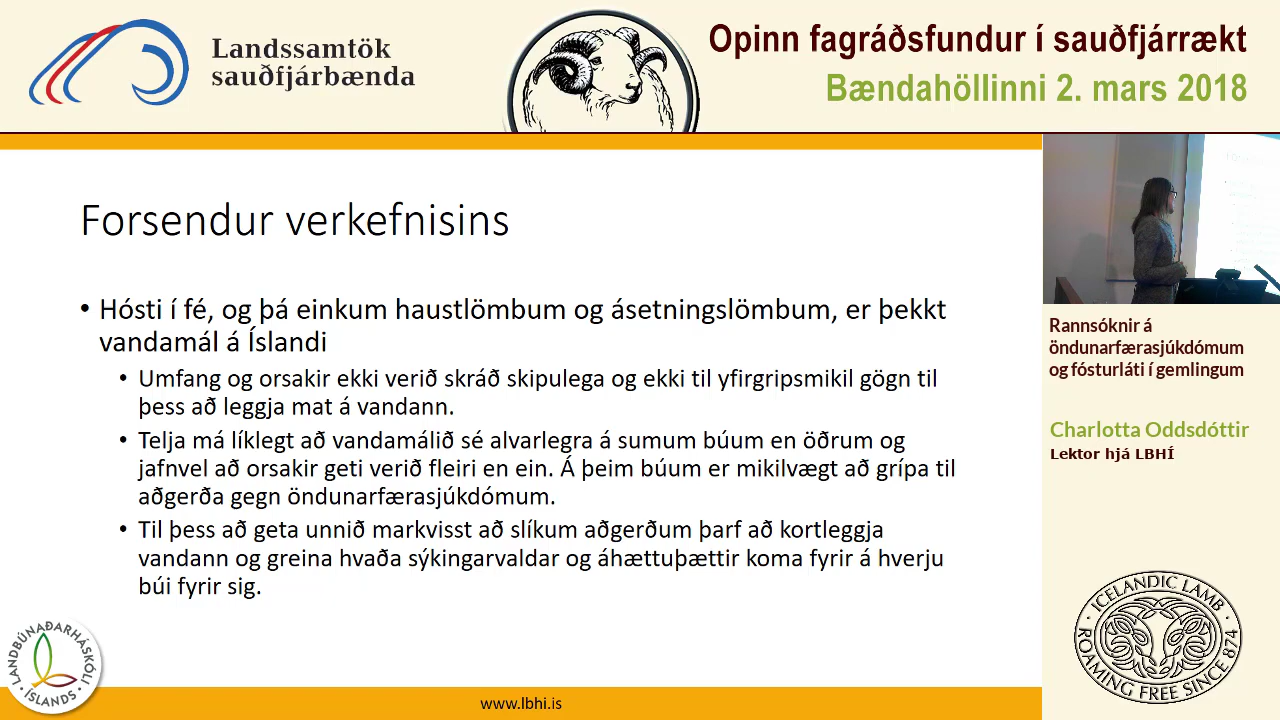 Landssamtök
sauðfjárbænda
Opinn fagráðsfundur í sauðfjárrækt
Bændahöllinni 2. mars 2018
Forsendur verkefnisins
• Hósti í fé, og þá einkum haustlömbum og ásetningslömbum, er þekkt
vandamál á Íslandi
• Umfang og orsakir ekki verið skráð skipulega og ekki til yfirgripsmikil gögn til
þess að leggja mat á vandann.
• Telja má líklegt að vandamálið sé alvarlegra á sumum búum en öðrum og
jafnvel að orsakir geti verið fleiri en ein. Á þeim búum er mikilvægt að grípa til
aðgerða gegn öndunarfærasjúkdómum.
• Til þess að geta unnið markvisst að slíkum aðgerðum þarf að kortleggja
vandann og greina hvaða sýkingarvaldar og áhættuþættir koma fyrir á hverju
búi fyrir sig.
LANDBÚNAÐARHÁSKÓLI
· ÍSLANDS ·
www.lbhi.is
Rannsóknir á
öndunarfærasjúkdómum
og fósturláti í gemlingum
Charlotta Oddsdóttir
Lektor hjá LBHÍ
· ICELANDIC LAMB ·
ROAMING FREE SINCE 874